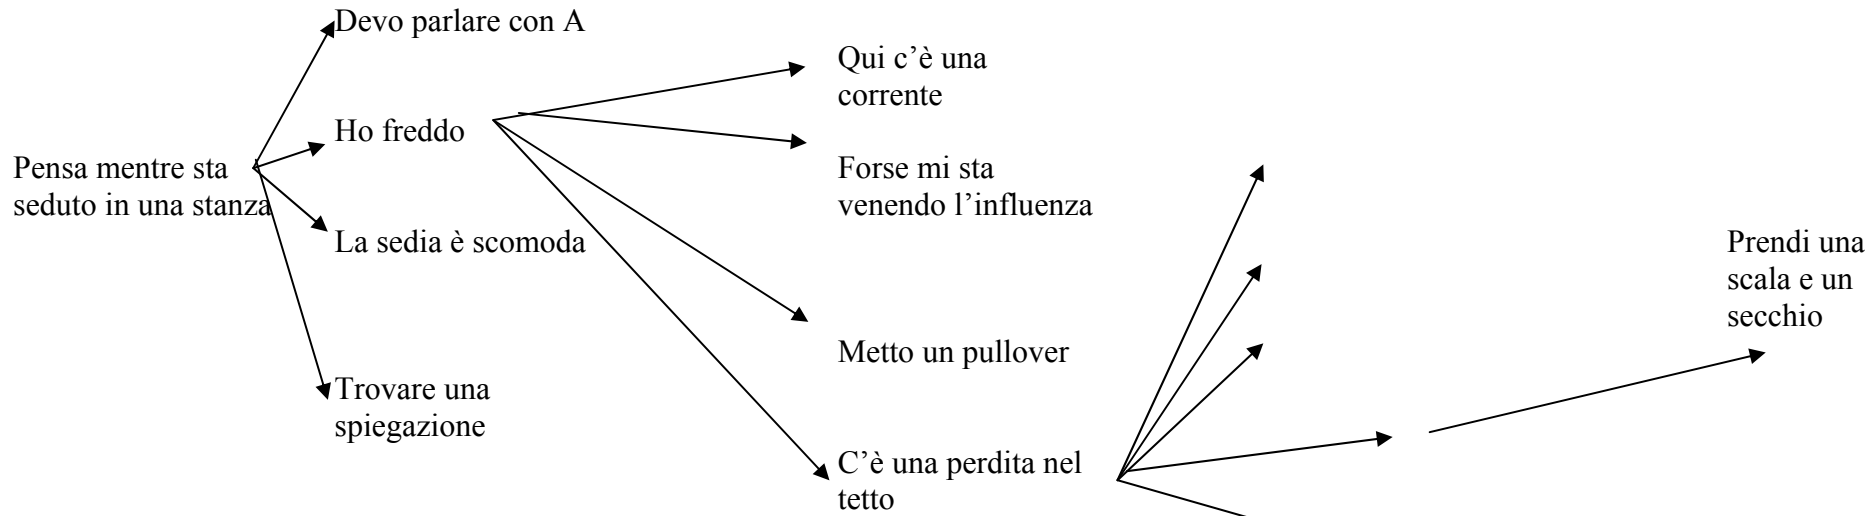 Devo parlare con A
Qui c’è una
corrente
Ho freddo
Pensa mentre sta
seduto in una stanza
Forse mi sta
venendo l’influenza
La sedia è scomoda
Prendi una
scala e un
secchio
Metto un pullover
Trovare una
spiegazione
C’è una perdita nel
tetto